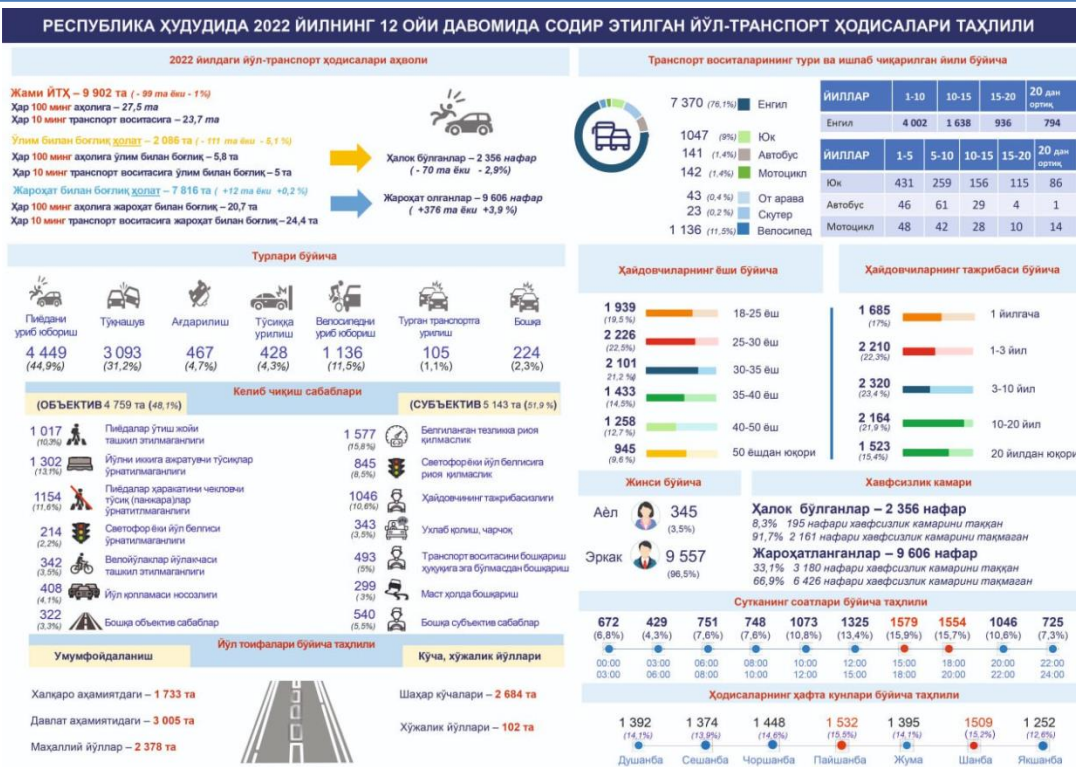 РЕСПУБЛИКА ҲУДУДИДА 2022 ЙИЛНИНГ 12 ОЙИ ДАВОМИДА СОДИР ЭТИЛГАН ЙЎЛ-ТРАНСПОРТ ҲОДИСАЛАРИ ТАҲЛИЛИ
2022 йилдаги йўл-транспорт ҳодисалари аҳволи
Жами ЙТҲ – 9 902 та ( - 99 та ёки - 1%)
Ҳар 100 минг аҳолига – 27,5 та
Ҳар 10 минг транспорт воситасига – 23,7 та
Ўлим билан боғлиқ ҳолат – 2 086 та ( - 111 та ёки - 5,1 %)
Ҳар 100 минг аҳолига ўлим билан боғлиқ – 5,8 та
Ҳар 10 минг транспорт воситасига ўлим билан боғлиқ – 5 та
Жароҳат билан боғлиқ ҳолат – 7 816 та ( +12 та ёки +0,2 %)
Ҳар 100 минг аҳолига жароҳат билан боғлиқ – 20,7 та
Ҳар 10 минг транспорт воситасига жароҳат билан боғлиқ – 24,4 та
Ҳалок бўлганлар – 2 356 нафар
( - 70 та ёки - 2,9%)
Жароҳат олганлар – 9 606 нафар
( +376 та ёки +3,9 %)
Транспорт воситаларининг тури ва ишлаб чиқарилган йили бўйича
7 370 (76,1%) Енгил
1047 (9%) Юк
141 (1,4%) Автобус
142 (1,4%) Мотоцикл
43 (0,4 %) От арава
23 (0,2 %) Скутер
1 136 (11,5%) Велосипед
ЙИЛЛАР 1-10 10-15 15-20 20 дан ортиқ
Енгил 4 002 1 638 936 794
ЙИЛЛАР 1-5 5-10 10-15 15-20 20 дан ортиқ
Юк 431 259 156 115 86
Автобус 46 61 29 4 1
Мотоцикл 48 42 28 10 14
Турлари бўйича
Пиёдани уриб юбориш
4 449
(44,9%)
Тўқнашув
3 093
(31,2%)
Ағдарилиш
467
(4,7%)
Тўсиққа урилиш
428
(4,3%)
Велосипедни уриб юбориш
1 136
(11,5%)
Турган транспортга урилиш
105
(1,1%)
Бошқа
224
(2,3%)
Келиб чиқиш сабаблари
(ОБЪЕКТИВ 4 759 та (48,1%)
(СУБЪЕКТИВ 5 143 та (51,9 %)
1 017 (10,3%) Пиёдалар ўтиш жойи ташкил этилмаганлиги
1 302 (13,1%) Йўлни иккига ажратувчи тўсиқлар ўрнатилмаганлиги
1154 (11,6%) Пиёдалар ҳаракатини чекловчи тўсиқ (панжара)лар ўрнатитлмаганлиги
214 (2,2%) Светофор ёки йўл белгиси ўрнатилмаганлиги
342 (3,5%) Велойўлаклар йўлакчаси ташкил этилмаганлиги
408 (4,1%) Йўл қопламаси носозлиги
322 (3,3%) Бошқа объектив сабаблар
1 577 (15,8%) Белгиланган тезликка риоя қилмаслик
845 (8,5%) Светофор ёки йўл белгисига риоя қилмаслик
1046 (10,6%) Ҳайдовчининг тажрибасизлиги
343 (3,5%) Ухлаб қолиш, чарчоқ
493 (5%) Транспорт воситасини бошқариш ҳуқуқига эга бўлмасдан бошқариш
299 ( 3%) Маст ҳолда бошқариш
540 (5,5%) Бошқа субъектив сабаблар
Ҳайдовчиларнинг ёши бўйича
1 939 (19,5 %) 18-25 ёш
2 226 (22,5%) 25-30 ёш
2 101 21,2 %) 30-35 ёш
1 433 (14,5%) 35-40 ёш
1 258 (12,7 %) 40-50 ёш
945 (9,6 %) 50 ёшдан юқори
Ҳайдовчиларнинг тажрибаси бўйича
1 685 (17%) 1 йилгача
2 210 (22,3%) 1-3 йил
2 320 (23,4 %) 3-10 йил
2 164 (21,9 %) 10-20 йил
1 523 (15,4%) 20 йилдан юқори
Жинси бўйича
Аёл 345
(3,5%)
Эркак 9 557
(96,5%)
Хавфсизлик камари
Ҳалок бўлганлар – 2 356 нафар
8,3% 195 нафари хавфсизлик камарини таққан
91,7% 2 161 нафари хавфсизлик камарини тақмаган
Жароҳатланганлар – 9 606 нафар
33,1% 3 180 нафари хавфсизлик камарини таққан
66,9% 6 426 нафари хавфсизлик камарини тақмаган
Сутканинг соатлари бўйича таҳлили
672 429 751 748 1073 1325 1579 1554 1046 725
(6,8%) (4,3%) (7,6%) (7,6%) (10,8%) (13,4%) (15,9%) (15,7%) (10,6%) (7,3%)
00:00 03:00 06:00 08:00 10:00 12:00 15:00 18:00 20:00 22:00
03:00 06:00 08:00 10:00 12:00 15:00 18:00 20:00 22:00 24:00
Ҳодисаларнинг ҳафта кунлари бўйича таҳлили
1 392 1 374 1 448 1 532 1 395 1509 1 252
(14,1%) (13,9%) (14,6%) (15,5%) (14,1%) (15,2%) (12,6%)
Душанба Сешанба Чоршанба Пайшанба Жума Шанба Якшанба
Йўл тоифалари бўйича таҳлили
Умумфойдаланиш
Кўча, хўжалик йўллари
Халқаро аҳамиятдаги – 1 733 та
Давлат аҳамиятидаги – 3 005 та
Маҳаллий йўллар – 2 378 та
Шаҳар кўчалари – 2 684 та
Хўжалик йўллари – 102 та